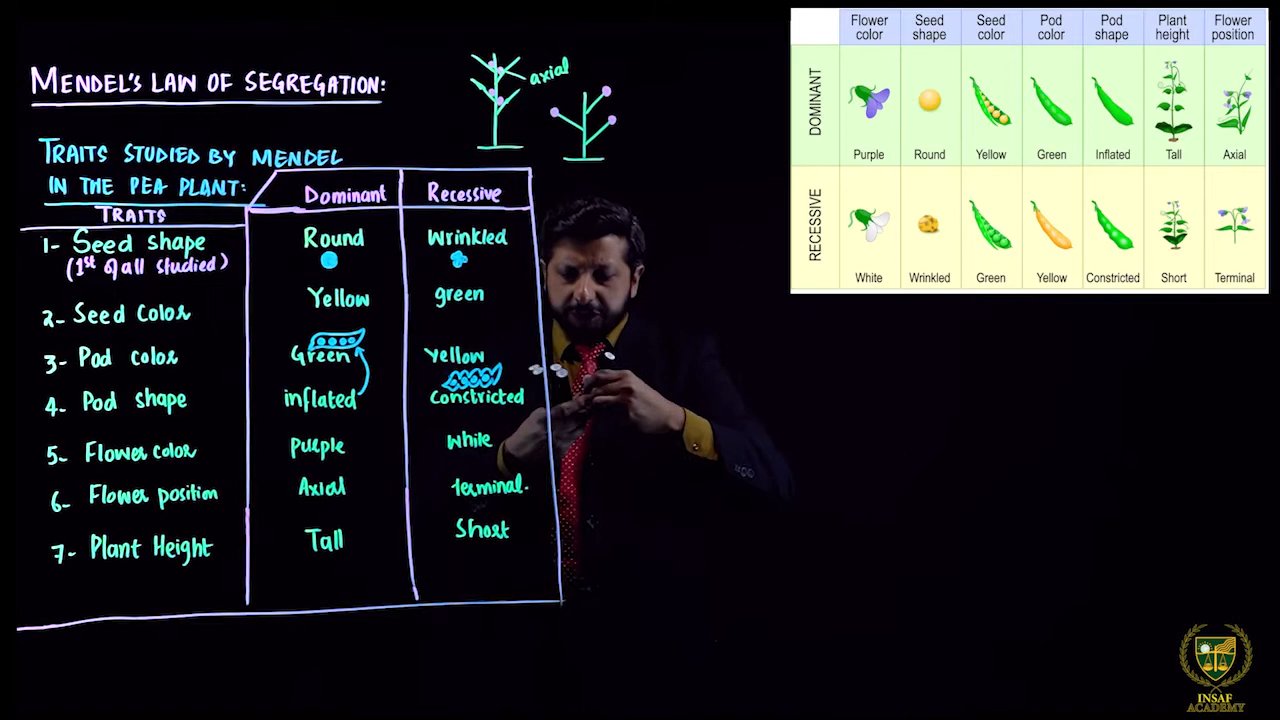 MENDEL'S LAW OF SEGREGATION:
axial
TRAITS STUDIED BY MENDEL
IN THE PEA PLANT:
TRAITS Dominant Recessive
1- Seed shape Round Wrinkled
(1st of all studied)
2- Seed Color Yellow green
3- Pod color Green Yellow
4- Pod shape inflated Constricted
5- Flower color Purple White
6- Flower position Axial Terminal.
7- Plant Height Tall Short
Flower color Seed shape Seed color Pod color Pod shape Plant height Flower position
DOMINANT
Purple Round Yellow Green Inflated Tall Axial
RECESSIVE
White Wrinkled Green Yellow Constricted Short Terminal
INSAF
ACADEMY